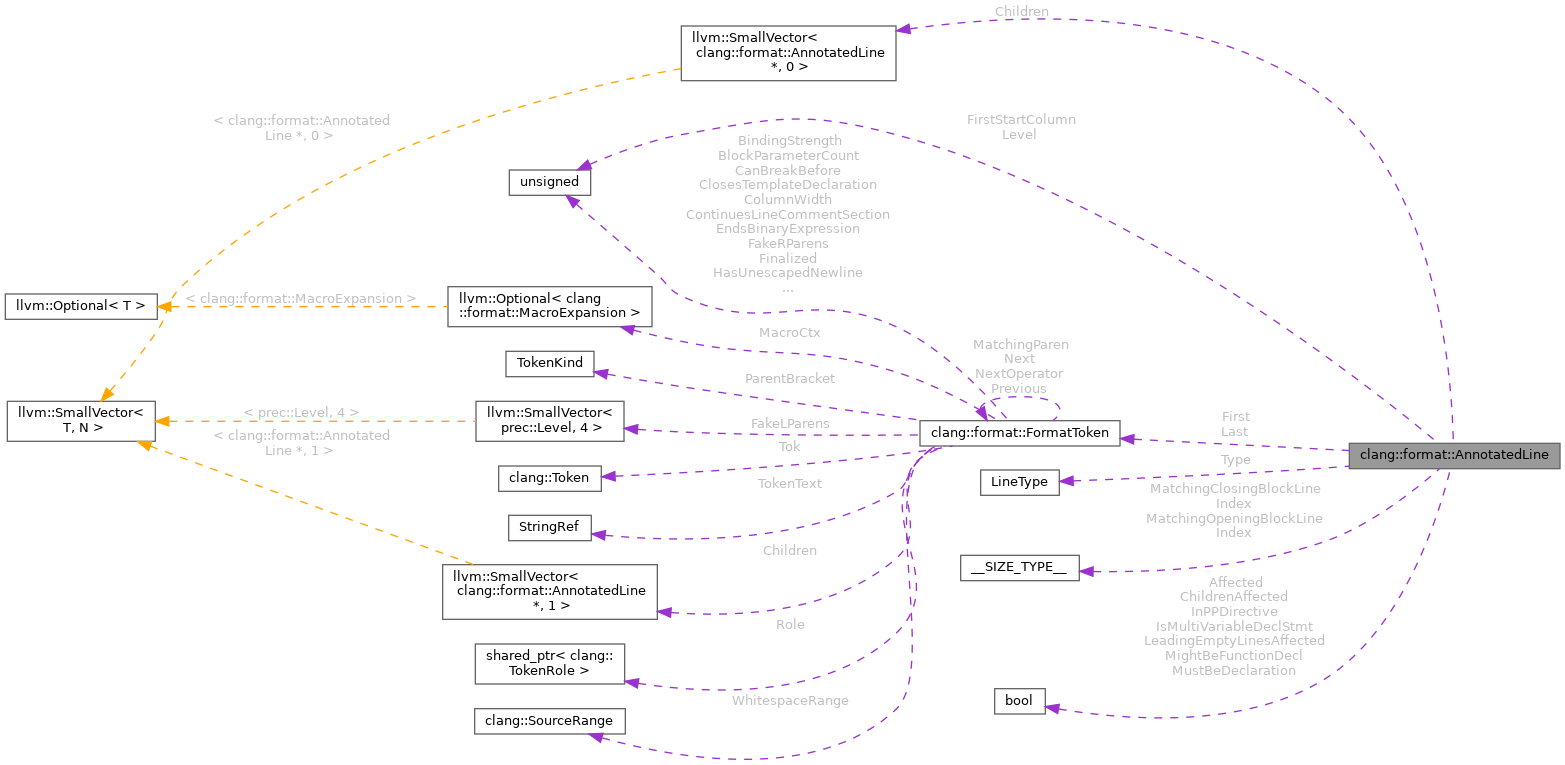 Children
llvm::SmallVector<
clang::format::AnnotatedLine
*, 0 >
< clang::format::Annotated
Line *, 0 >
FirstStartColumn
Level
BindingStrength
BlockParameterCount
CanBreakBefore
ClosesTemplateDeclaration
ColumnWidth
ContinuesLineCommentSection
EndsBinaryExpression
FakeRParens
Finalized
HasUnescapedNewline
...
unsigned
llvm::Optional< T >
< clang::format::MacroExpansion >
llvm::Optional< clang
::format::MacroExpansion >
MacroCtx
MatchingParen
Next
NextOperator
Previous
TokenKind
ParentBracket
llvm::SmallVector<
T, N >
< prec::Level, 4 >
llvm::SmallVector<
prec::Level, 4 >
FakeLParens
clang::format::FormatToken
First
Last
clang::format::AnnotatedLine
< clang::format::Annotated
Line *, 1 >
Tok
clang::Token
Type
LineType
TokenText
StringRef
MatchingClosingBlockLine
Index
MatchingOpeningBlockLine
Index
Children
__SIZE_TYPE__
llvm::SmallVector<
clang::format::AnnotatedLine
*, 1 >
Affected
ChildrenAffected
InPPDirective
IsMultiVariableDeclStmt
LeadingEmptyLinesAffected
MightBeFunctionDecl
MustBeDeclaration
Role
shared_ptr< clang::
TokenRole >
WhitespaceRange
bool
clang::SourceRange